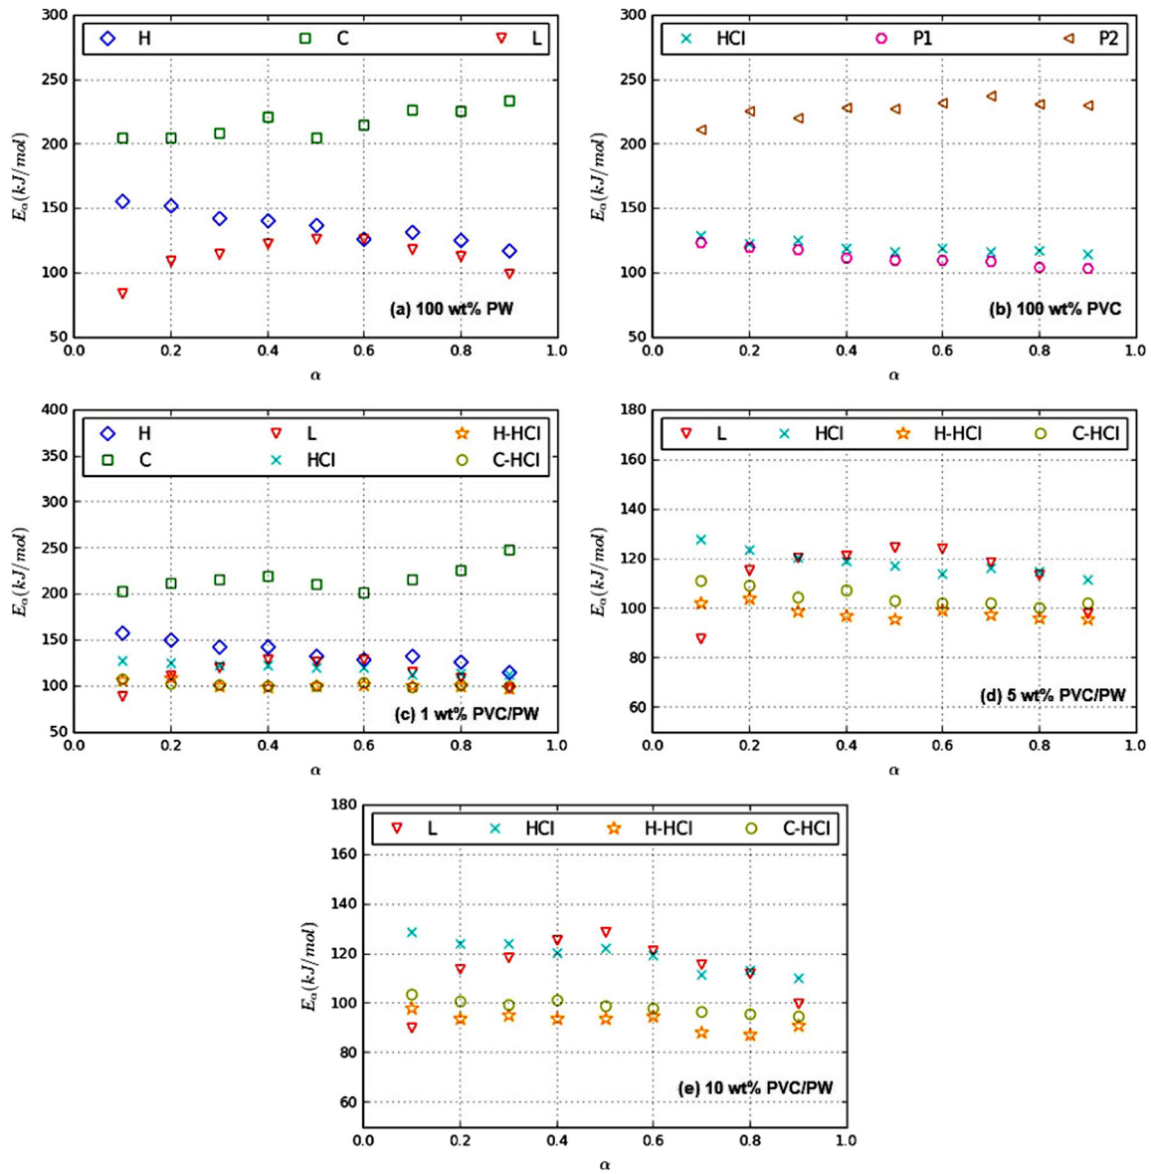 300
250
200
150
100
50
H C L
Eα(kJ/mol)
(a) 100 wt% PW
0.0 0.2 0.4 0.6 0.8 1.0
α
300
250
200
150
100
50
HCl P1 P2
Eα(kJ/mol)
(b) 100 wt% PVC
0.0 0.2 0.4 0.6 0.8 1.0
α
400
350
300
250
200
150
100
50
H L H-HCl
C HCl C-HCl
Eα(kJ/mol)
(c) 1 wt% PVC/PW
0.0 0.2 0.4 0.6 0.8 1.0
α
180
160
140
120
100
80
60
L HCl H-HCl C-HCl
Eα(kJ/mol)
(d) 5 wt% PVC/PW
0.0 0.2 0.4 0.6 0.8 1.0
α
180
160
140
120
100
80
60
L HCl H-HCl C-HCl
Eα(kJ/mol)
(e) 10 wt% PVC/PW
0.0 0.2 0.4 0.6 0.8 1.0
α